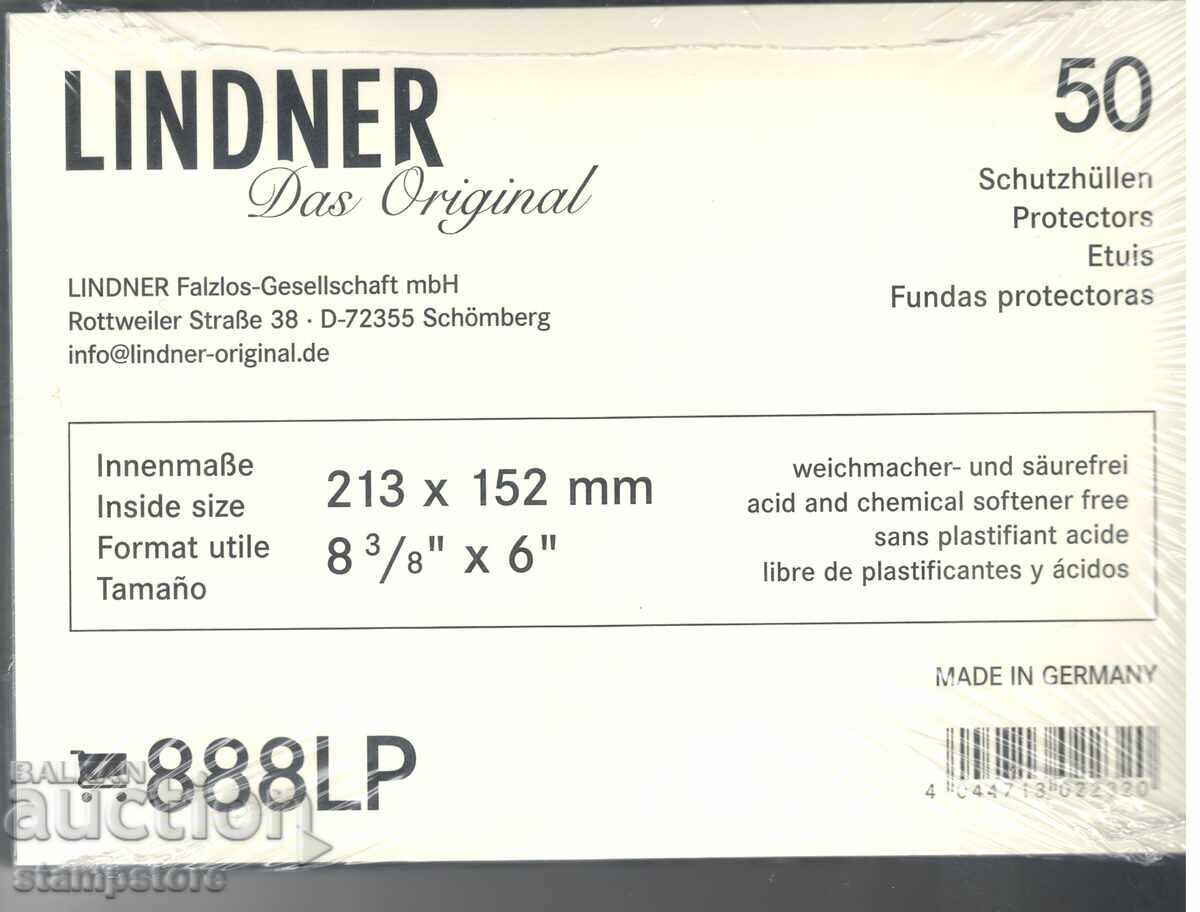 LINDNER
Das Original
50
Schutzhüllen
Protectors
Etuis
Fundas protectoras
LINDNER Falzlos-Gesellschaft mbH
Rottweiler Straße 38 · D-72355 Schömberg
info@lindner-original.de
Innenmaße
Inside size
Format utile
Tamaño
213 x 152 mm
8 3/8" x 6"
weichmacher- und säurefrei
acid and chemical softener free
sans plastifiant acide
libre de plastificantes y ácidos
MADE IN GERMANY
888LP
4 044713 022320
BALKAN
auction
stampstore